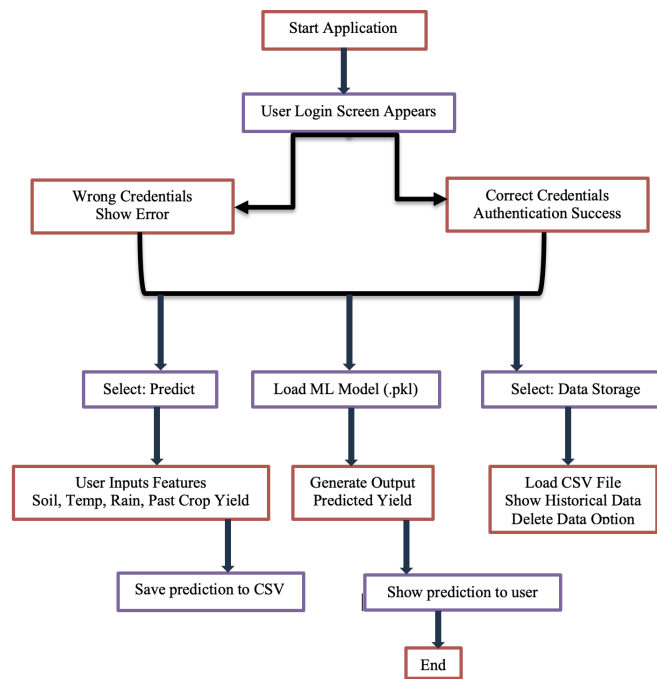 Start Application
User Login Screen Appears
Wrong Credentials
Show Error
Correct Credentials
Authentication Success
Select: Predict
Load ML Model (.pkl)
Select: Data Storage
User Inputs Features
Soil, Temp, Rain, Past Crop Yield
Generate Output
Predicted Yield
Load CSV File
Show Historical Data
Delete Data Option
Save prediction to CSV
Show prediction to user
End